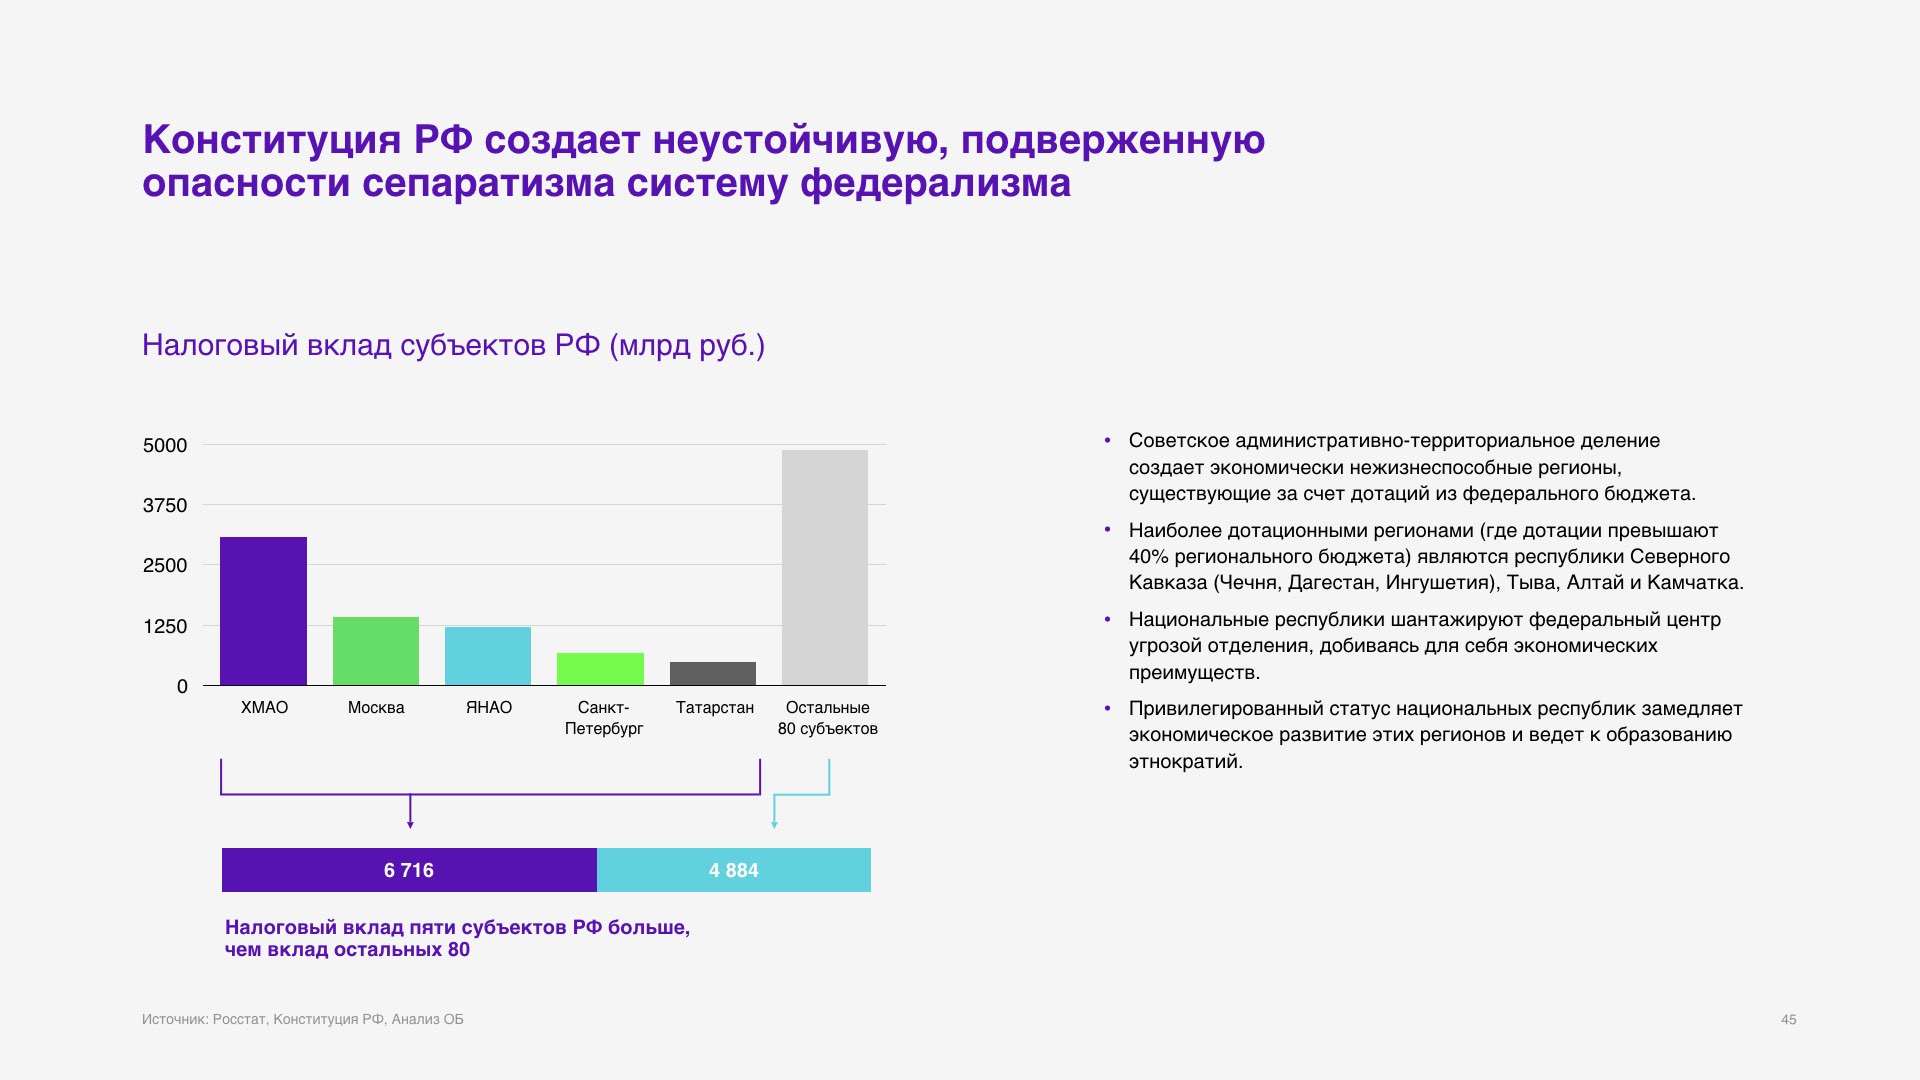 Конституция РФ создает неустойчивую, подверженную
опасности сепаратизма систему федерализма
Налоговый вклад субъектов РФ (млрд руб.)
5000
3750
2500
1250
0
ХМАО
Москва
ЯНАО
Санкт-
Петербург
Татарстан
Остальные
80 субъектов
6 716
4 884
Налоговый вклад пяти субъектов РФ больше,
чем вклад остальных 80
• Советское административно-территориальное деление
создает экономически нежизнеспособные регионы,
существующие за счет дотаций из федерального бюджета.
• Наиболее дотационными регионами (где дотации превышают
40% регионального бюджета) являются республики Северного
Кавказа (Чечня, Дагестан, Ингушетия), Тыва, Алтай и Камчатка.
• Национальные республики шантажируют федеральный центр
угрозой отделения, добиваясь для себя экономических
преимуществ.
• Привилегированный статус национальных республик замедляет
экономическое развитие этих регионов и ведет к образованию
этнократий.
Источник: Росстат, Конституция РФ, Анализ ОБ
45